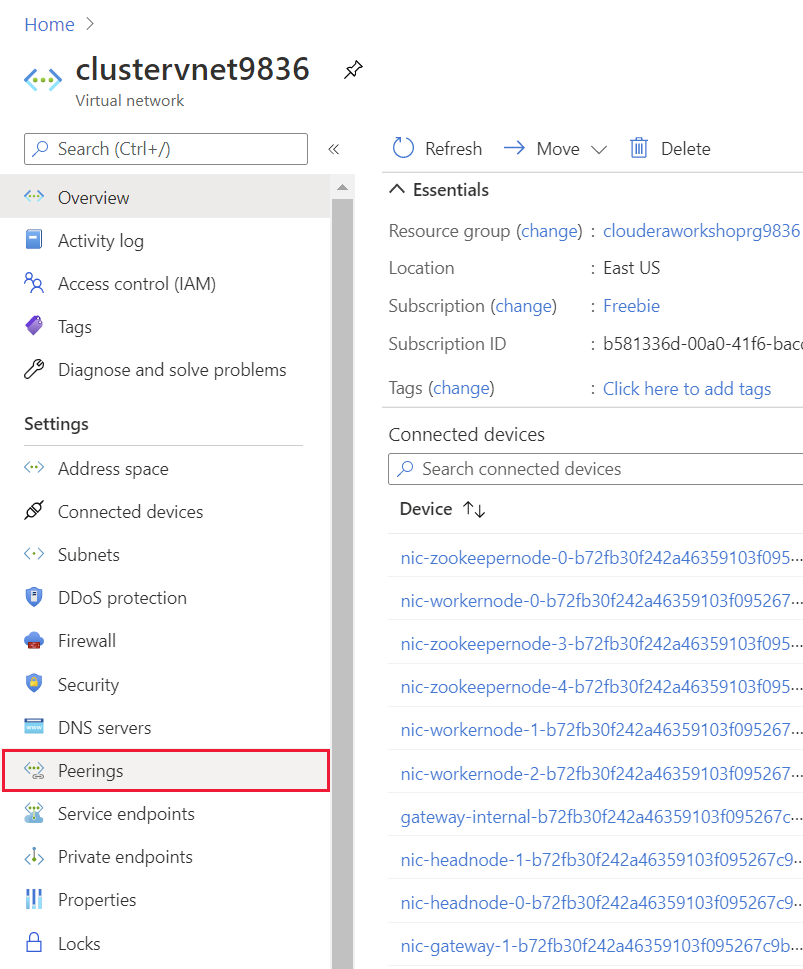 Home >
clustervnet9836
Virtual network
Search (Ctrl+/)
«
Overview
Activity log
Access control (IAM)
Tags
Diagnose and solve problems
Settings
Address space
Connected devices
Subnets
DDoS protection
Firewall
Security
DNS servers
Peerings
Service endpoints
Private endpoints
Properties
Locks
Refresh
Move
Delete
Essentials
Resource group (change) : clouderaworkshoprg9836
Location : East US
Subscription (change) : Freebie
Subscription ID : b581336d-00a0-41f6-bacc
Tags (change) : Click here to add tags
Connected devices
Search connected devices
Device ↑↓
nic-zookeepernode-0-b72fb30f242a46359103f095···
nic-workernode-0-b72fb30f242a46359103f095267···
nic-zookeepernode-3-b72fb30f242a46359103f095···
nic-zookeepernode-4-b72fb30f242a46359103f095···
nic-workernode-1-b72fb30f242a46359103f095267···
nic-workernode-2-b72fb30f242a46359103f095267···
gateway-internal-b72fb30f242a46359103f095267c···
nic-headnode-1-b72fb30f242a46359103f095267c9···
nic-headnode-0-b72fb30f242a46359103f095267c9···
nic-gateway-1-b72fb30f242a46359103f095267c9b···